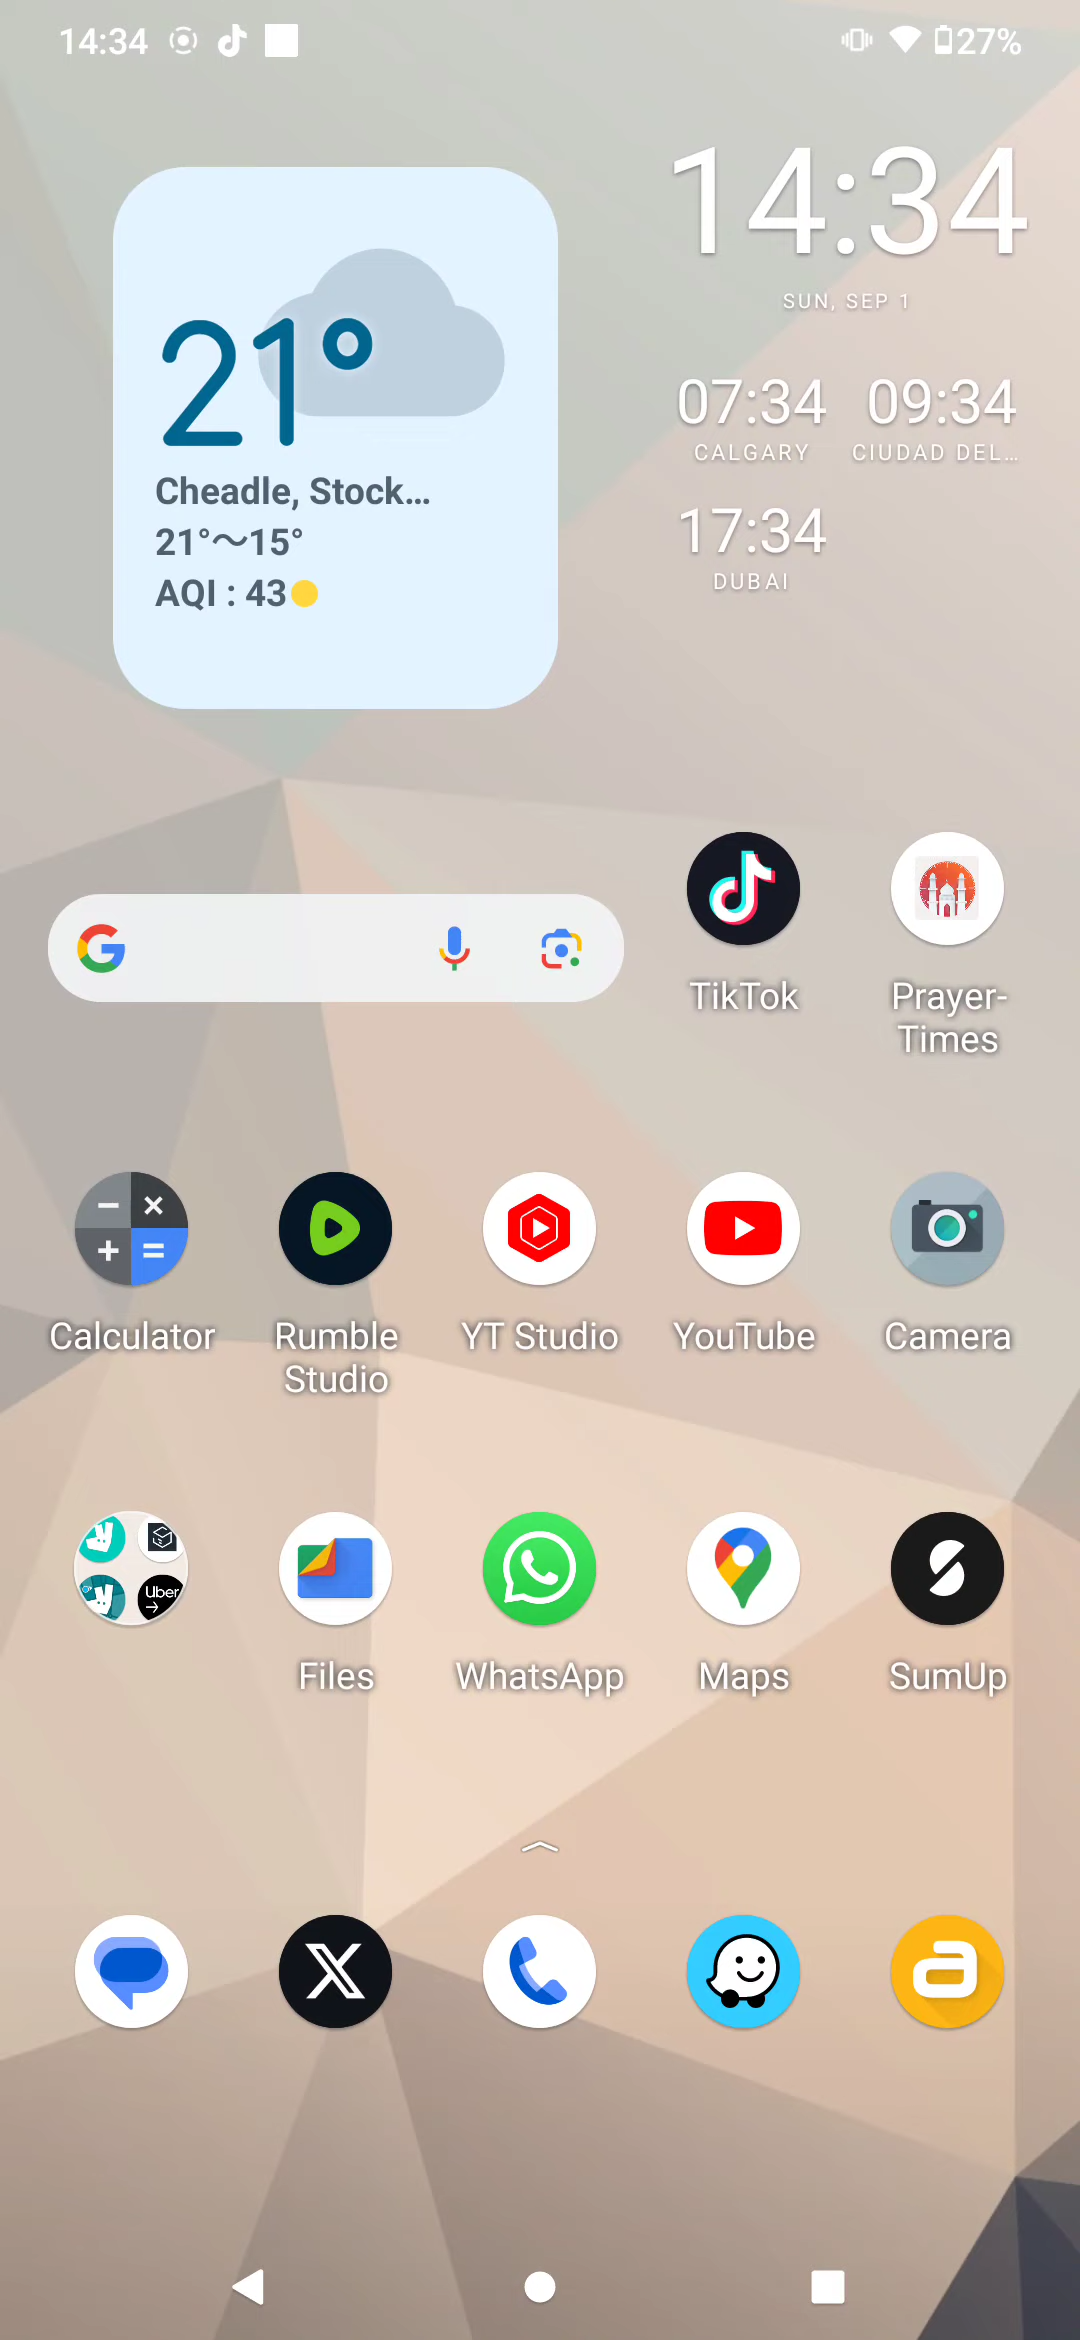 14:34
27%
14:34
SUN, SEP 1
07:34 09:34
CALGARY CIUDAD DEL...
17:34
DUBAI
21°
Cheadle, Stock...
21°～15°
AQI : 43
TikTok
Prayer-
Times
Calculator
Rumble
Studio
YT Studio
YouTube
Camera
Uber
Files
WhatsApp
Maps
SumUp